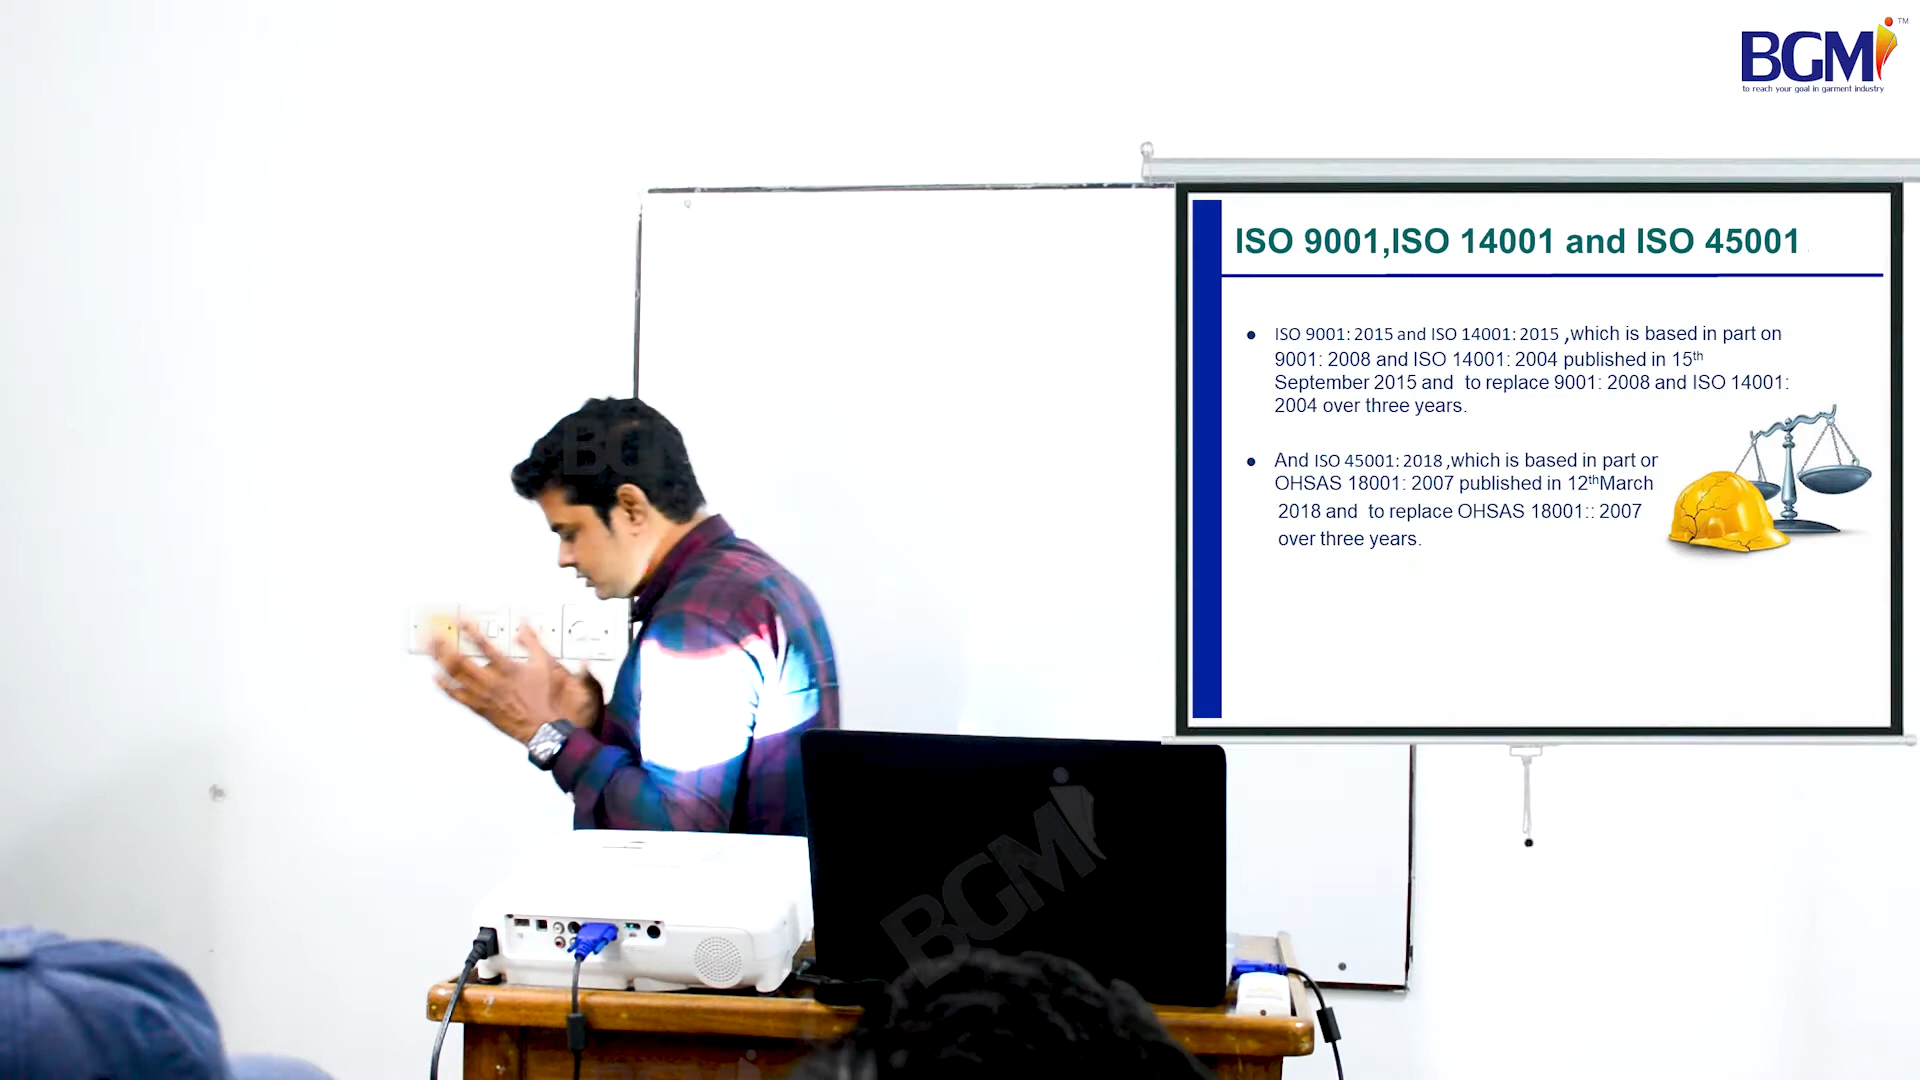 BGMi TM
to reach your goal in garment industry
ISO 9001,ISO 14001 and ISO 45001
● ISO 9001: 2015 and ISO 14001: 2015 ,which is based in part on
9001: 2008 and ISO 14001: 2004 published in 15th
September 2015 and to replace 9001: 2008 and ISO 14001:
2004 over three years.
● And ISO 45001: 2018 ,which is based in part or
OHSAS 18001: 2007 published in 12thMarch
2018 and to replace OHSAS 18001:: 2007
over three years.
BGMi
BGMi